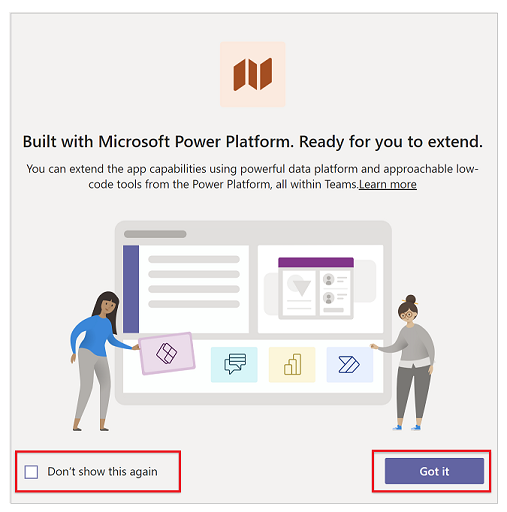 Built with Microsoft Power Platform. Ready for you to extend.
You can extend the app capabilities using powerful data platform and approachable low-
code tools from the Power Platform, all within Teams.Learn more
Don't show this again
Got it